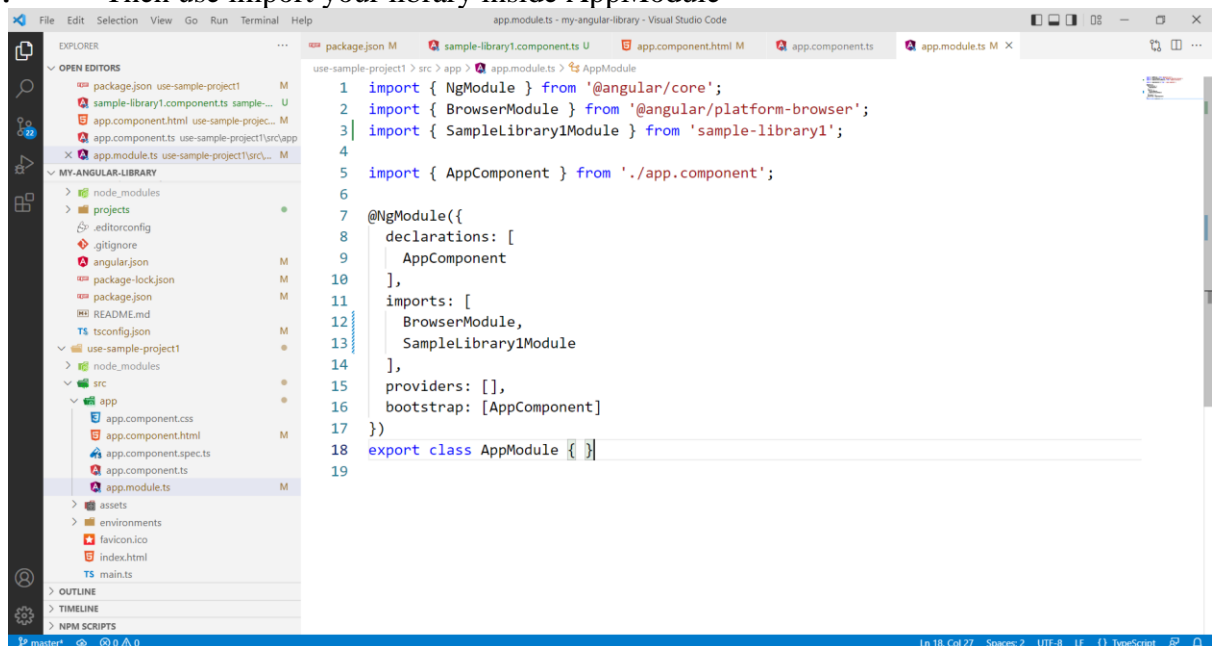 Then use import your library inside AppModule
File Edit Selection View Go Run Terminal Help
app.module.ts - my-angular-library - Visual Studio Code
EXPLORER
package.json M
sample-library1.component.ts U
app.component.html M
app.component.ts
app.module.ts M
OPEN EDITORS
package.json use-sample-project1 M
sample-library1.component.ts sample-... U
app.component.html use-sample-projec... M
app.component.ts use-sample-project1\src\app
app.module.ts use-sample-project1\src\... M
22
MY-ANGULAR-LIBRARY
node_modules
projects
.editorconfig
.gitignore
angular.json M
package-lock.json M
package.json M
README.md
TS tsconfig.json M
use-sample-project1
node_modules
src
app
app.component.css
app.component.html M
app.component.spec.ts
app.component.ts
app.module.ts M
assets
environments
favicon.ico
index.html
TS main.ts
OUTLINE
TIMELINE
NPM SCRIPTS
use-sample-project1 > src > app > app.module.ts > AppModule
1 import { NgModule } from '@angular/core';
2 import { BrowserModule } from '@angular/platform-browser';
3 import { SampleLibrary1Module } from 'sample-library1';
4
5 import { AppComponent } from './app.component';
6
7 @NgModule({
8 declarations: [
9 AppComponent
10 ],
11 imports: [
12 BrowserModule,
13 SampleLibrary1Module
14 ],
15 providers: [],
16 bootstrap: [AppComponent]
17 })
18 export class AppModule { }
19
master* 0 0
Ln 18, Col 27 Spaces: 2 UTF-8 LF {} TypeScript